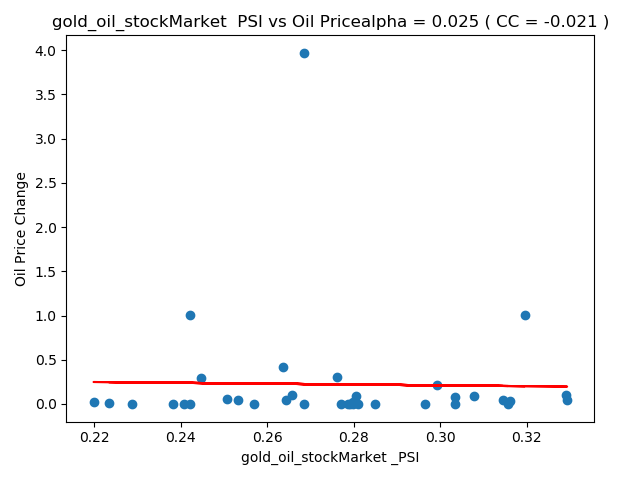 gold_oil_stockMarket  PSI vs Oil Pricealpha = 0.025 ( CC = -0.021 )
4.0
3.5
3.0
2.5
2.0
1.5
1.0
0.5
0.0
Oil Price Change
0.22 0.24 0.26 0.28 0.30 0.32
gold_oil_stockMarket _PSI